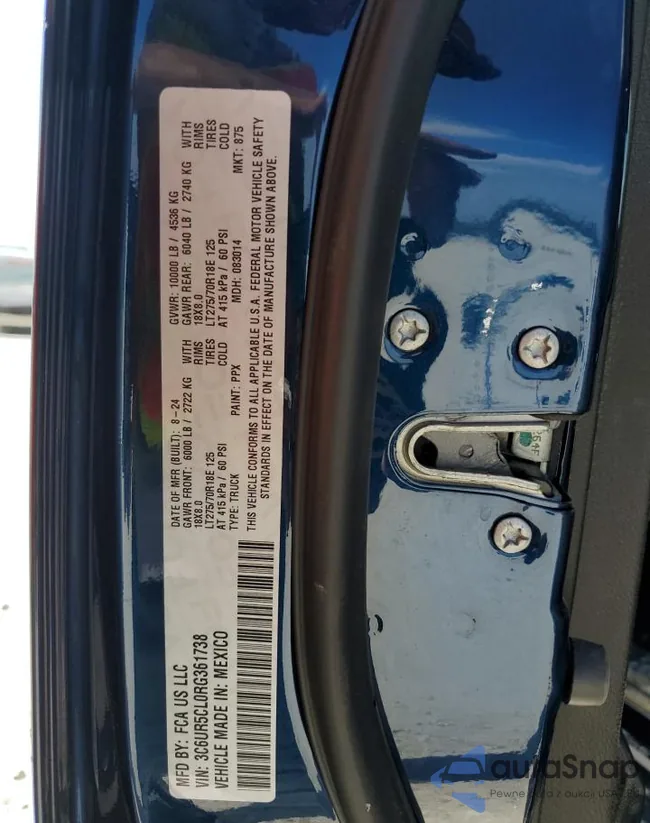 MFD BY: FCA US LLC
DATE OF MFR (BUILT): 8-24
GVWR: 10000 LB / 4536 KG
GAWR FRONT: 6000 LB / 2722 KG
WITH
GAWR REAR: 6040 LB / 2740 KG
WITH
18X8.0
RIMS
18X8.0
RIMS
LT275/70R18E 125
TIRES
LT275/70R18E 125
TIRES
AT 415 kPa / 60 PSI
COLD
AT 415 kPa / 60 PSI
COLD
VIN: 3C6UR5CL0RG361738
TYPE: TRUCK
PAINT: PPX
MDH: 083014
MKT: 875
VEHICLE MADE IN: MEXICO
THIS VEHICLE CONFORMS TO ALL APPLICABLE U.S.A. FEDERAL MOTOR VEHICLE SAFETY
STANDARDS IN EFFECT ON THE DATE OF MANUFACTURE SHOWN ABOVE.
autoSnap